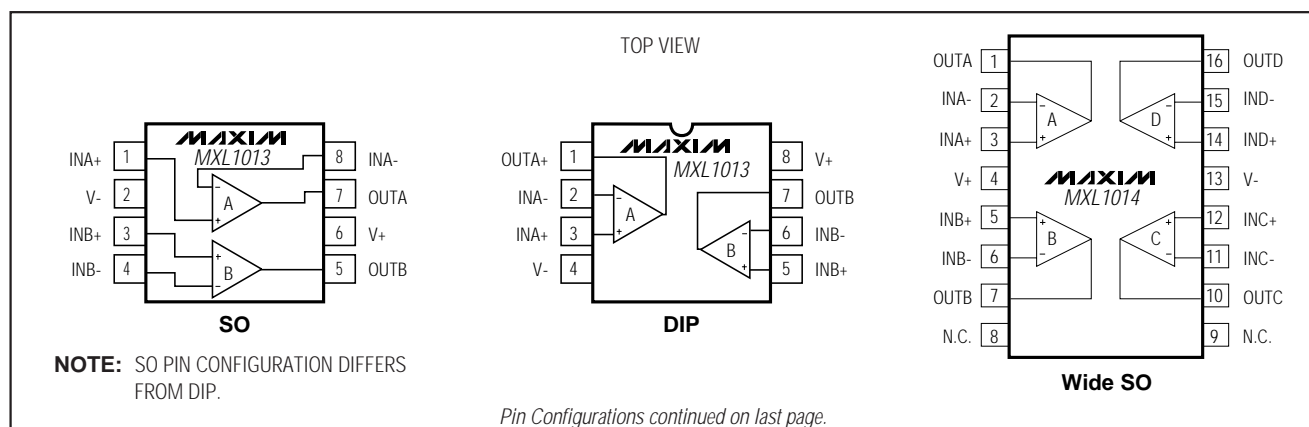 TOP VIEW
MAXIM
MXL1013
INA+ 1
V- 2
INB+ 3
INB- 4
8 INA-
7 OUTA
6 V+
5 OUTB
- A +
+ B -
SO
NOTE: SO PIN CONFIGURATION DIFFERS
FROM DIP.
MAXIM
MXL1013
OUTA+ 1
INA- 2
INA+ 3
V- 4
8 V+
7 OUTB
6 INB-
5 INB+
- A +
- B +
DIP
OUTA 1
INA- 2
INA+ 3
V+ 4
INB+ 5
INB- 6
OUTB 7
N.C. 8
16 OUTD
15 IND-
14 IND+
13 V-
12 INC+
11 INC-
10 OUTC
9 N.C.
- A +
- D +
MAXIM
MXL1014
+ B -
+ C -
Wide SO
Pin Configurations continued on last page.